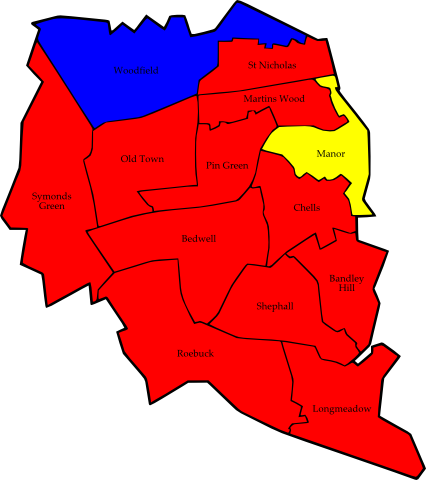 Woodfield
St Nicholas
Martins Wood
Old Town
Pin Green
Manor
Symonds
Green
Chells
Bedwell
Bandley
Hill
Shephall
Roebuck
Longmeadow